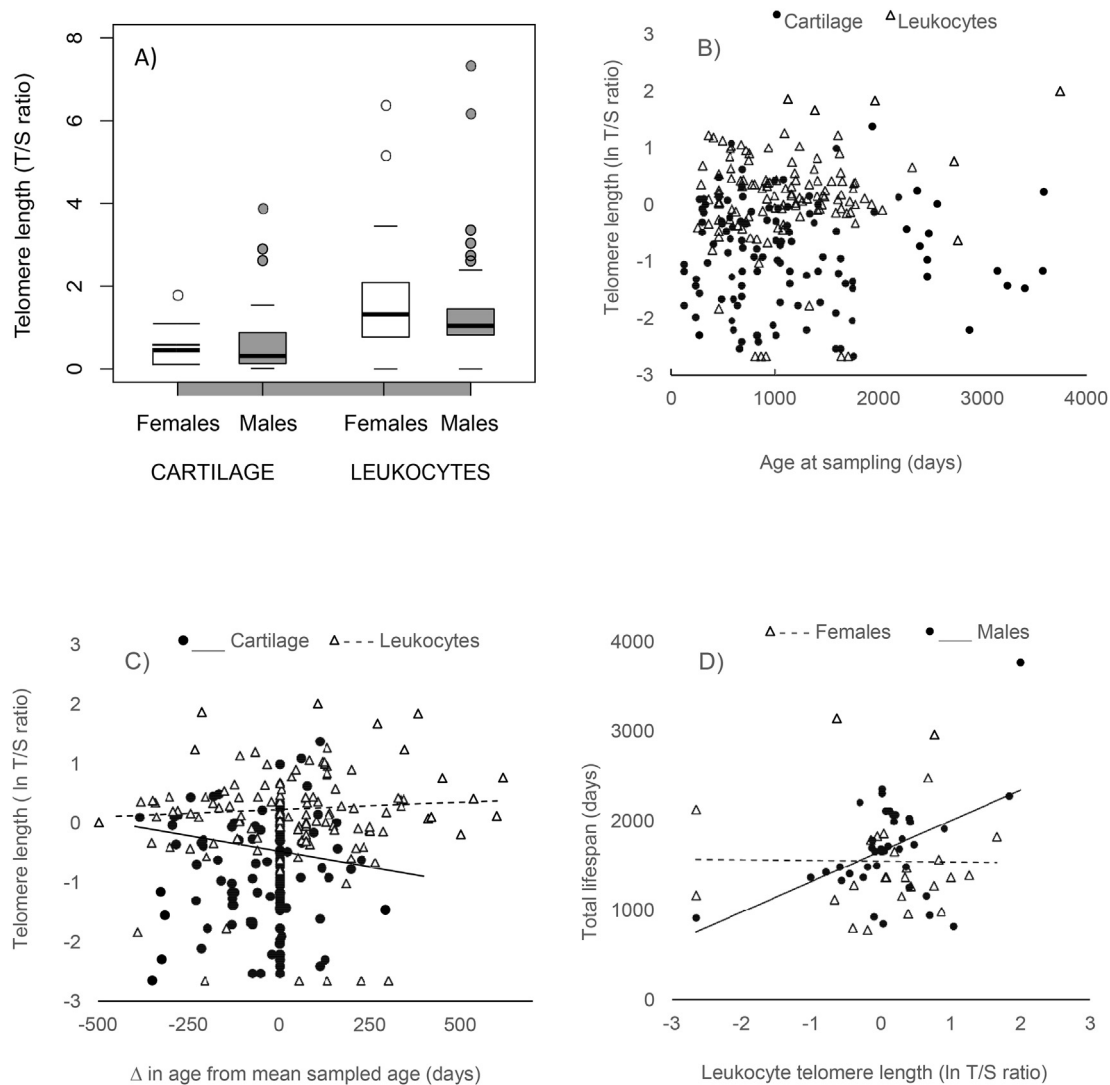 A)
Telomere length (T/S ratio)
8
6
4
2
0
Females Males Females Males
CARTILAGE LEUKOCYTES
Cartilage Leukocytes
B)
Telomere length (ln T/S ratio)
3
2
1
0
-1
-2
-3
0 1000 2000 3000 4000
Age at sampling (days)
Cartilage Leukocytes
C)
Telomere length ( ln T/S ratio)
3
2
1
0
-1
-2
-3
-500 -250 0 250 500
Δ in age from mean sampled age (days)
Females Males
D)
Total lifespan (days)
4000
3000
2000
1000
0
-3 -2 -1 0 1 2 3
Leukocyte telomere length (ln T/S ratio)